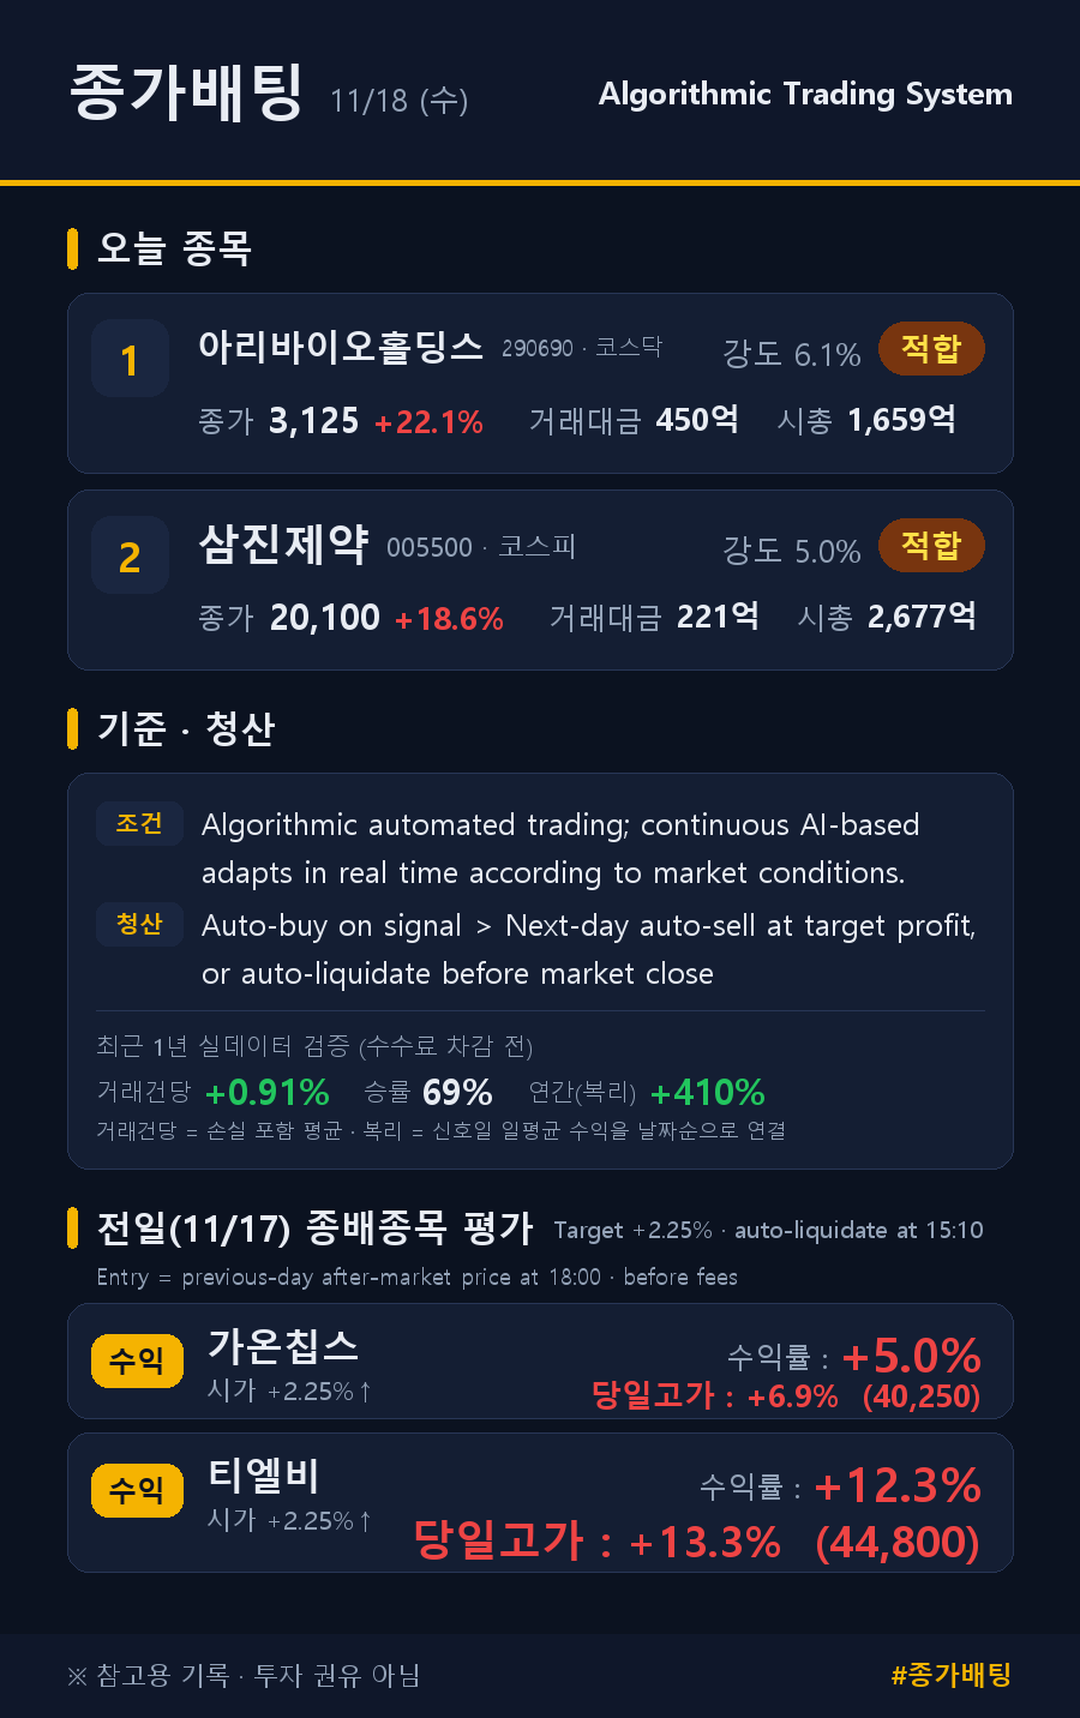 종가배팅 11/18 (수) Algorithmic Trading System
오늘 종목
1 아리바이오홀딩스 290690 · 코스닥 강도 6.1% 적합
종가 3,125 +22.1% 거래대금 450억 시총 1,659억
2 삼진제약 005500 · 코스피 강도 5.0% 적합
종가 20,100 +18.6% 거래대금 221억 시총 2,677억
기준 · 청산
조건 Algorithmic automated trading; continuous AI-based
adapts in real time according to market conditions.
청산 Auto-buy on signal > Next-day auto-sell at target profit,
or auto-liquidate before market close
최근 1년 실데이터 검증 (수수료 차감 전)
거래건당 +0.91% 승률 69% 연간(복리) +410%
거래건당 = 손실 포함 평균 · 복리 = 신호일 일평균 수익을 날짜순으로 연결
전일(11/17) 종배종목 평가 Target +2.25% · auto-liquidate at 15:10
Entry = previous-day after-market price at 18:00 · before fees
수익 가온칩스 수익률 : +5.0%
시가 +2.25%↑ 당일고가 : +6.9% (40,250)
수익 티엘비 수익률 : +12.3%
시가 +2.25%↑ 당일고가 : +13.3% (44,800)
※ 참고용 기록 · 투자 권유 아님 #종가배팅